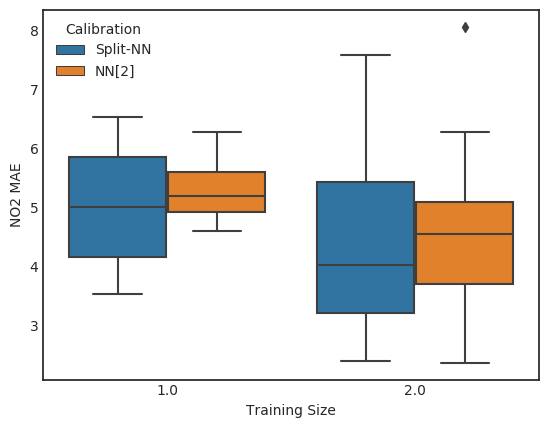 Calibration
Split-NN
NN[2]
8
7
6
5
4
3
NO2 MAE
1.0
2.0
Training Size